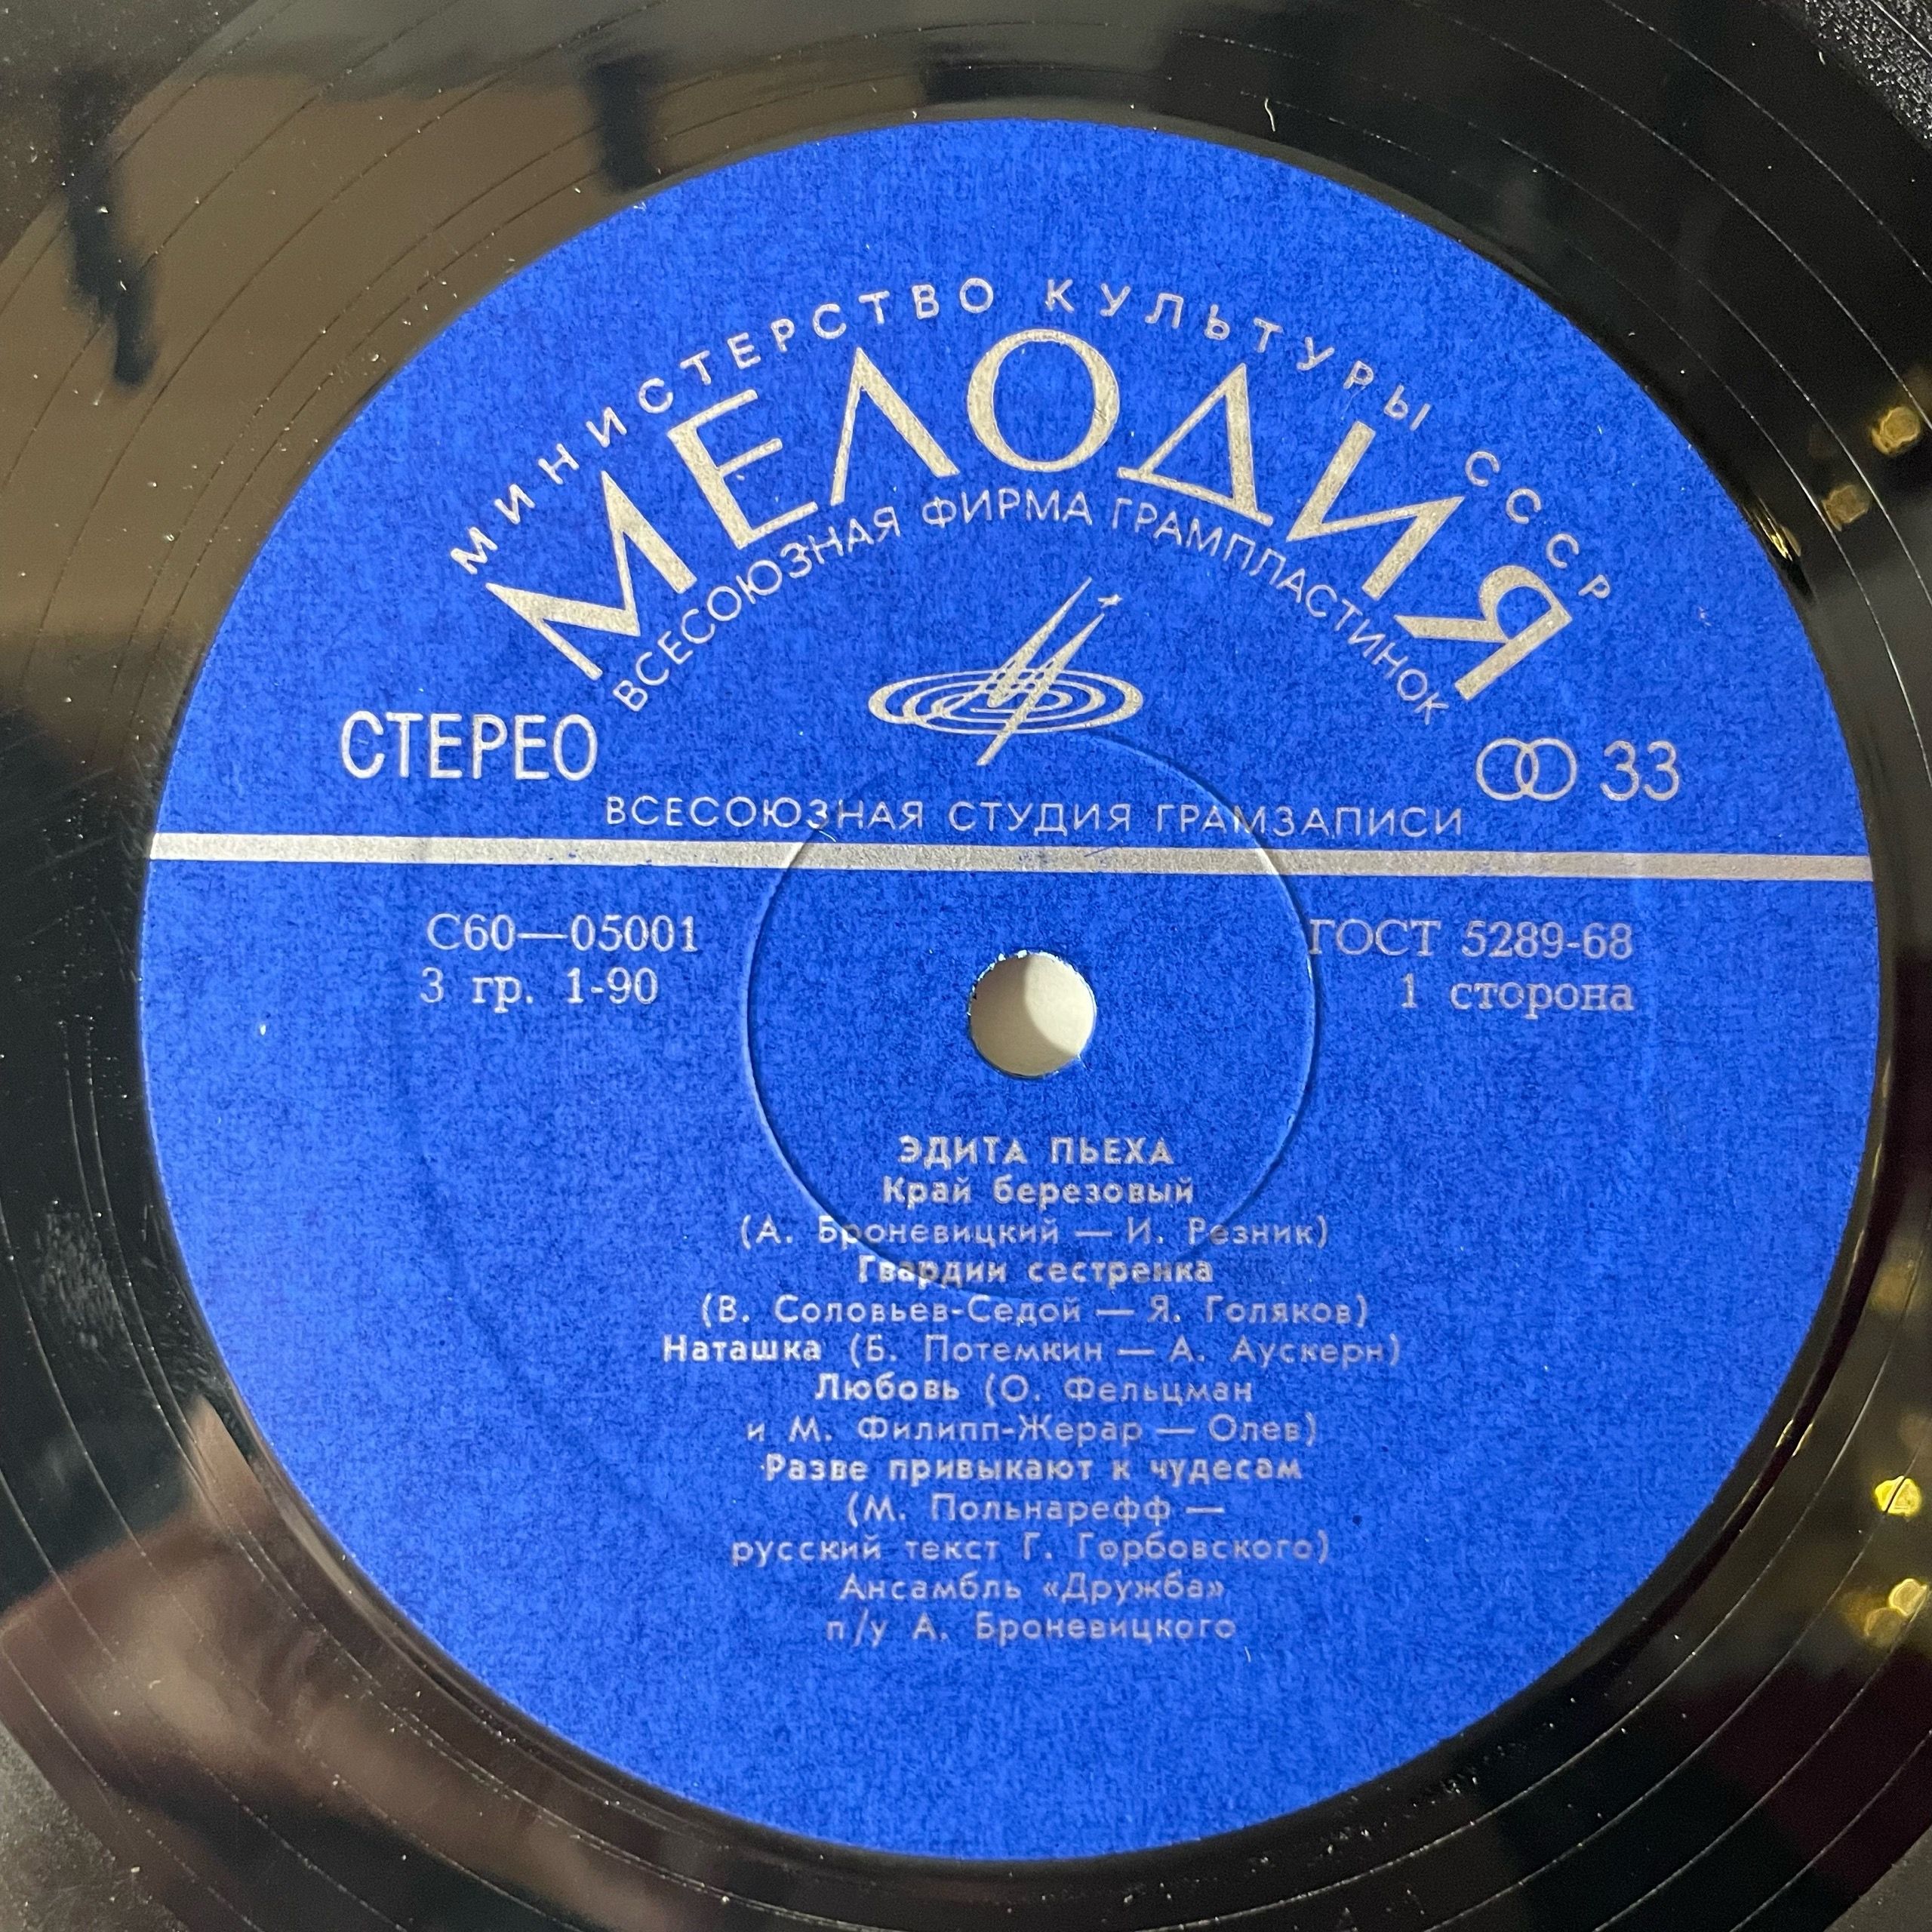 МИНИСТЕРСТВО КУЛЬТУРЫ СССР
МЕЛОДИЯ
ВСЕСОЮЗНАЯ ФИРМА ГРАМПЛАСТИНОК
СТЕРЕО
33
ВСЕСОЮЗНАЯ СТУДИЯ ГРАМЗАПИСИ
С60—05001
ГОСТ 5289-68
3 гр. 1-90
1 сторона
ЭДИТА ПЬЕХА
Край березовый
(А. Броневицкий — И. Резник)
Гвардии сестренка
(В. Соловьев-Седой — Я. Голяков)
Наташка (Б. Потемкин — А. Аускерн)
Любовь (О. Фельцман
и М. Филипп-Жерар — Олев)
Разве привыкают к чудесам
(М. Польнарефф —
русский текст Г. Горбовского)
Ансамбль «Дружба»
п/у А. Броневицкого